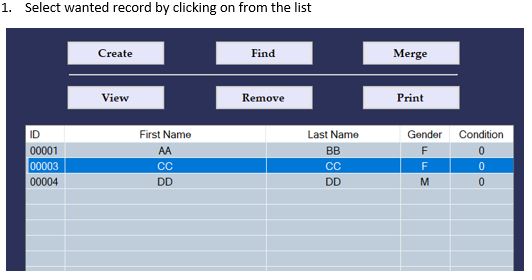 1. Select wanted record by clicking on from the list
Create Find Merge
View Remove Print
ID First Name Last Name Gender Condition
00001 AA BB F 0
00003 CC CC F 0
00004 DD DD M 0